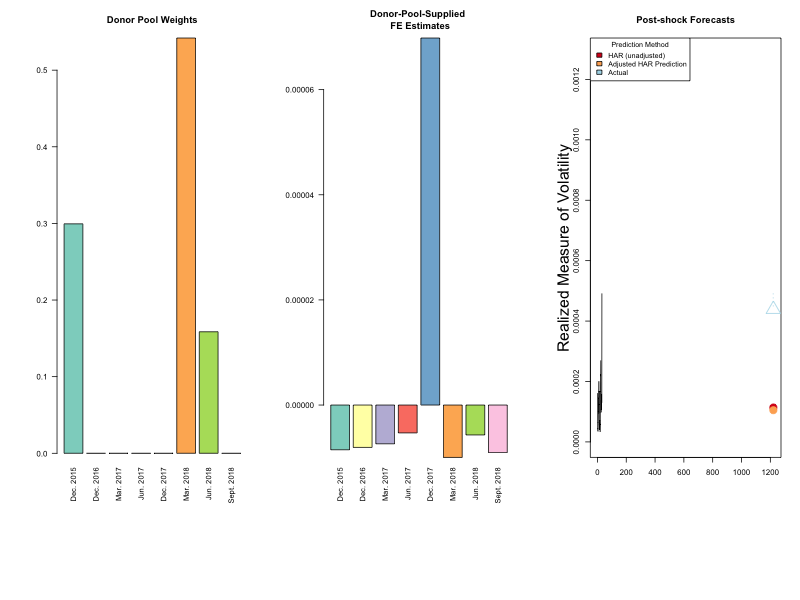 Donor Pool Weights
0.5
0.4
0.3
0.2
0.1
0.0
Dec. 2015
Dec. 2016
Mar. 2017
Jun. 2017
Dec. 2017
Mar. 2018
Jun. 2018
Sept. 2018
Donor-Pool-Supplied
FE Estimates
0.00006
0.00004
0.00002
0.00000
Dec. 2015
Dec. 2016
Mar. 2017
Jun. 2017
Dec. 2017
Mar. 2018
Jun. 2018
Sept. 2018
Post-shock Forecasts
Prediction Method
HAR (unadjusted)
Adjusted HAR Prediction
Actual
Realized Measure of Volatility
0.0012
0.0010
0.0008
0.0006
0.0004
0.0002
0.0000
0
200
400
600
800
1000
1200